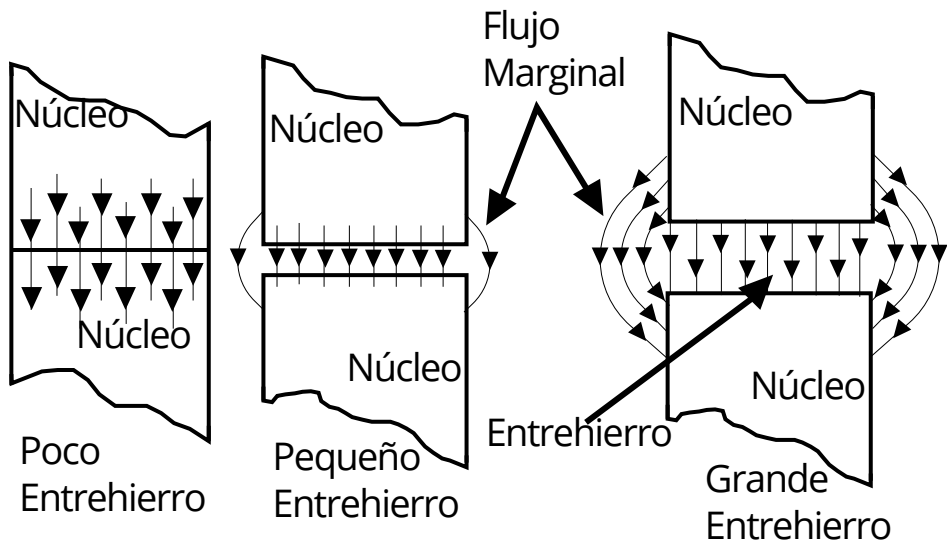 Núcleo
Núcleo
Poco
Entrehierro
Núcleo
Núcleo
Pequeño
Entrehierro
Flujo
Marginal
Entrehierro
Núcleo
Núcleo
Grande
Entrehierro